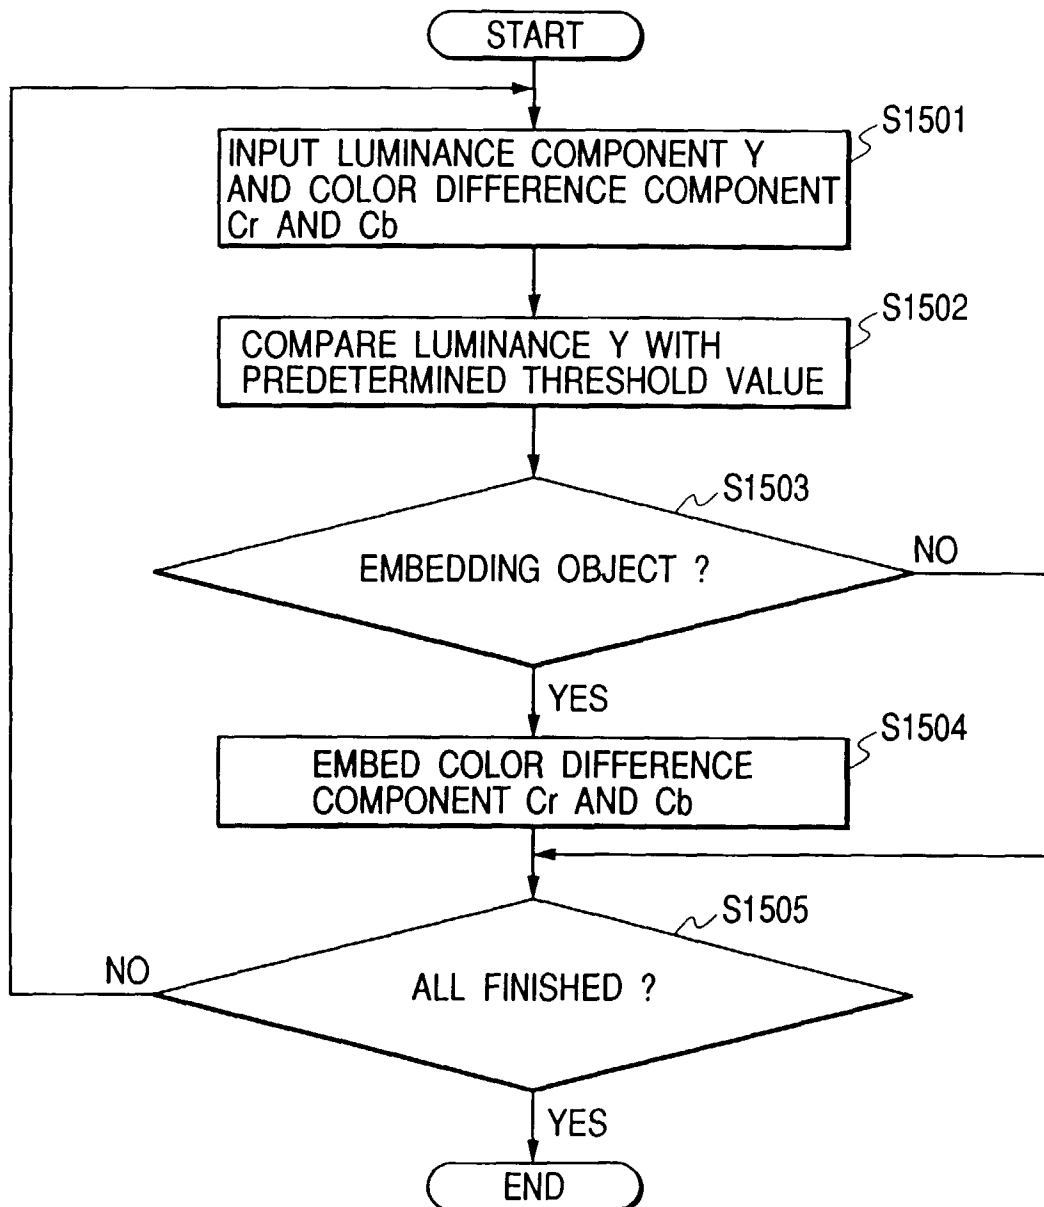 START
S1501
INPUT LUMINANCE COMPONENT Y
AND COLOR DIFFERENCE COMPONENT
Cr AND Cb
S1502
COMPARE LUMINANCE Y WITH
PREDETERMINED THRESHOLD VALUE
S1503
EMBEDDING OBJECT ?
NO
YES
S1504
EMBED COLOR DIFFERENCE
COMPONENT Cr AND Cb
S1505
NO
ALL FINISHED ?
YES
END